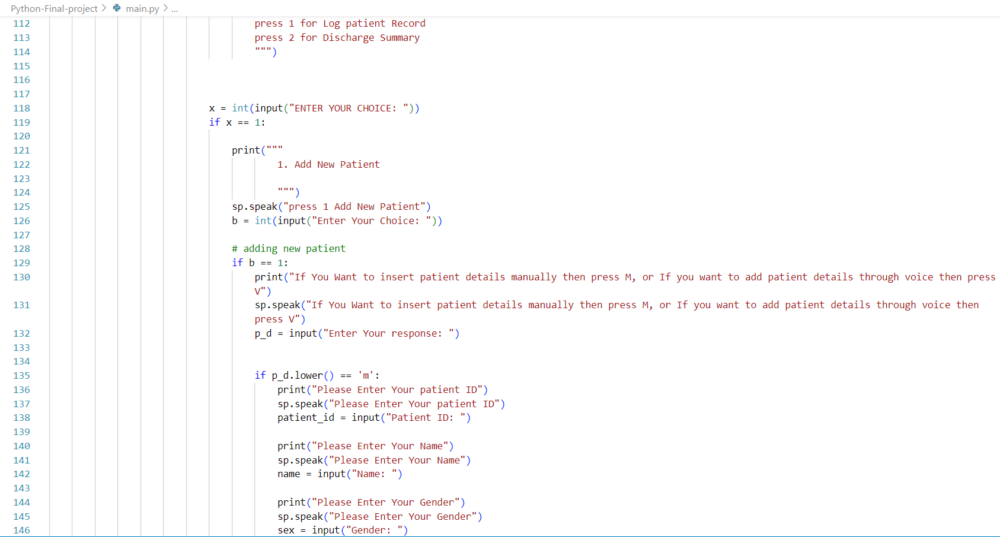 Python-Final-project > main.py > ...
112 press 1 for Log patient Record
113 press 2 for Discharge Summary
114 """)
115
116
117
118 x = int(input("ENTER YOUR CHOICE: "))
119 if x == 1:
120
121 print("""
122 1. Add New Patient
123
124 """)
125 sp.speak("press 1 Add New Patient")
126 b = int(input("Enter Your Choice: "))
127
128 # adding new patient
129 if b == 1:
130 print("If You Want to insert patient details manually then press M, or If you want to add patient details through voice then press
V")
131 sp.speak("If You Want to insert patient details manually then press M, or If you want to add patient details through voice then
press V")
132 p_d = input("Enter Your response: ")
133
134
135 if p_d.lower() == 'm':
136 print("Please Enter Your patient ID")
137 sp.speak("Please Enter Your patient ID")
138 patient_id = input("Patient ID: ")
139
140 print("Please Enter Your Name")
141 sp.speak("Please Enter Your Name")
142 name = input("Name: ")
143
144 print("Please Enter Your Gender")
145 sp.speak("Please Enter Your Gender")
146 sex = input("Gender: ")